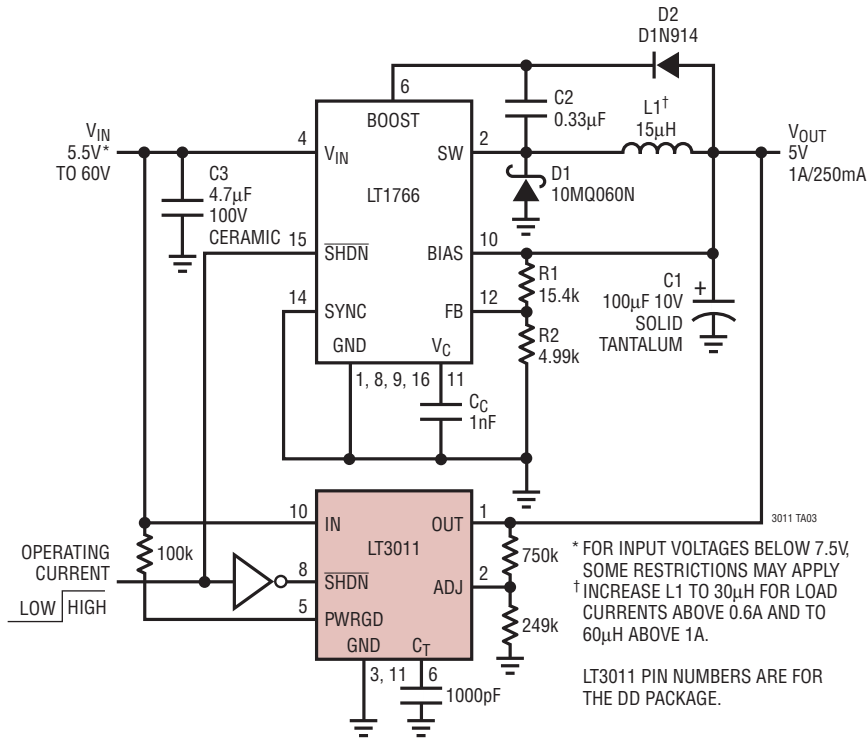 D2
D1N914
6
BOOST
C2
0.33µF
L1†
15µH
VIN
5.5V*
TO 60V
4
VIN
SW
2
VOUT
5V
1A/250mA
C3
4.7µF
100V
CERAMIC
LT1766
D1
10MQ060N
15
SHDN
BIAS
10
R1
15.4k
C1
+
100µF 10V
SOLID
TANTALUM
14
SYNC
FB
12
R2
4.99k
GND
VC
1, 8, 9, 16
11
CC
1nF
10
IN
OUT
1
3011 TA03
LT3011
100k
750k
OPERATING
CURRENT
LOW HIGH
8
SHDN
ADJ
2
5
PWRGD
249k
GND
CT
3, 11
6
1000pF
* FOR INPUT VOLTAGES BELOW 7.5V,
SOME RESTRICTIONS MAY APPLY
† INCREASE L1 TO 30µH FOR LOAD
CURRENTS ABOVE 0.6A AND TO
60µH ABOVE 1A.
LT3011 PIN NUMBERS ARE FOR
THE DD PACKAGE.